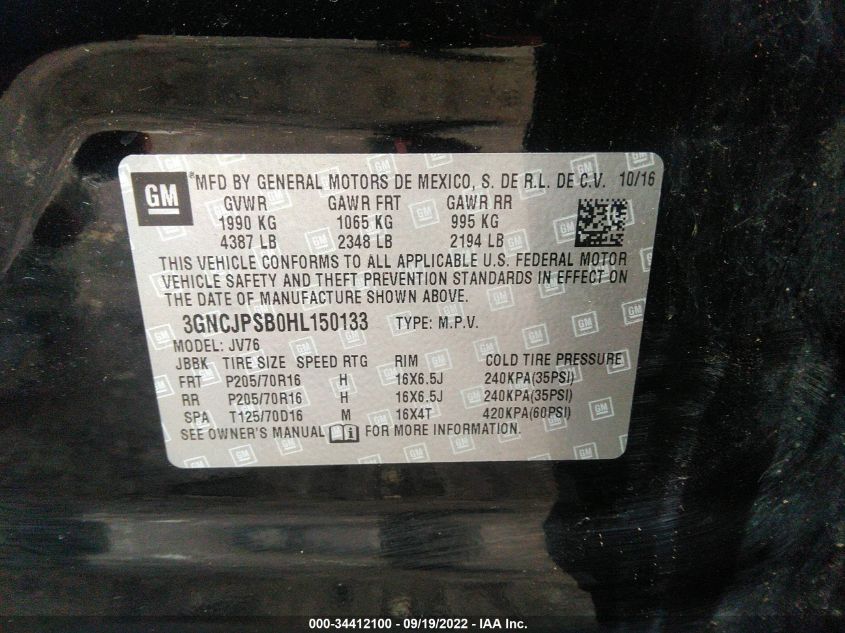 GM
*MFD BY GENERAL MOTORS DE MEXICO, S. DE R.L. DE C.V. 10/16
GVWR GAWR FRT GAWR RR
1990 KG 1065 KG 995 KG
4387 LB 2348 LB 2194 LB
THIS VEHICLE CONFORMS TO ALL APPLICABLE U.S. FEDERAL MOTOR
VEHICLE SAFETY AND THEFT PREVENTION STANDARDS IN EFFECT ON
THE DATE OF MANUFACTURE SHOWN ABOVE.
3GNCJPSB0HL150133 TYPE: M.P.V.
MODEL: JV76
JBBK TIRE SIZE SPEED RTG RIM COLD TIRE PRESSURE
FRT P205/70R16 H 16X6.5J 240KPA(35PSI)
RR P205/70R16 H 16X6.5J 240KPA(35PSI)
SPA T125/70D16 M 16X4T 420KPA(60PSI)
SEE OWNER'S MANUAL i FOR MORE INFORMATION.
000-34412100 - 09/19/2022 - IAA Inc.